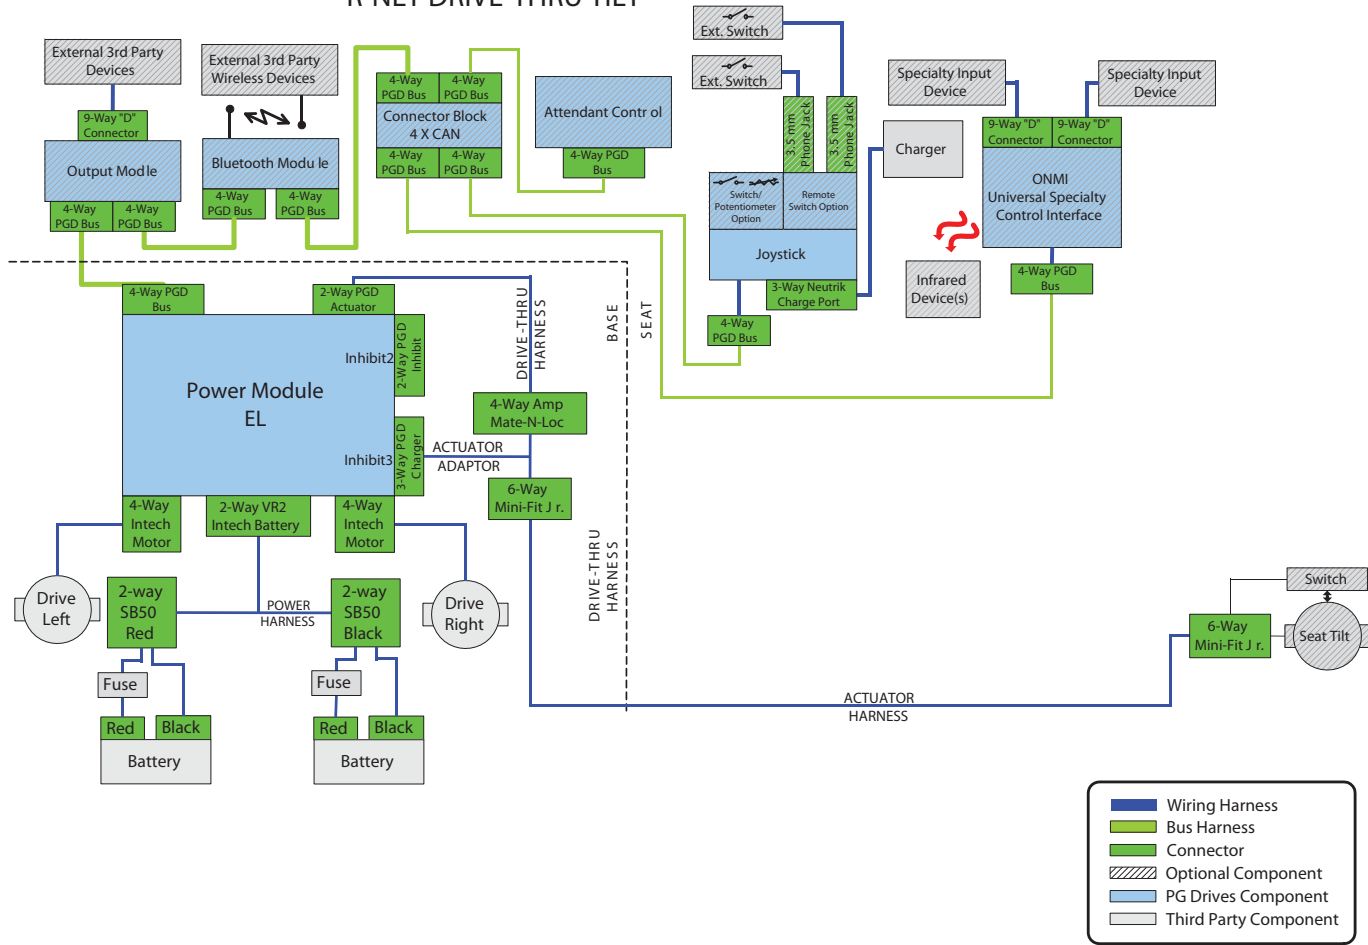 R-NET DRIVE-THRU TILT
External 3rd Party
Devices
External 3rd Party
Wireless Devices
9-Way "D"
Connector
Output Mod le
Bluetooth Modu le
4-Way
PGD Bus
4-Way
PGD Bus
4-Way
PGD Bus
4-Way
PGD Bus
4-Way
PGD Bus
4-Way
PGD Bus
Connector Block
4 X CAN
4-Way
PGD Bus
4-Way
PGD Bus
Attendant Contr ol
4-Way PGD
Bus
Ext. Switch
Ext. Switch
3.5 mm
Phone Jack
3.5 mm
Phone Jack
Switch/
Potentiometer
Option
Remote
Switch Option
Joystick
3-Way Neutrik
Charge Port
4-Way
PGD Bus
Charger
Specialty Input
Device
Specialty Input
Device
9-Way "D"
Connector
9-Way "D"
Connector
ONMI
Universal Specialty
Control Interface
4-Way PGD
Bus
Infrared
Device(s)
BASE
SEAT
4-Way PGD
Bus
2-Way PGD
Actuator
Power Module
EL
Inhibit2
2-Way PGD
Inhibit
Inhibit3
3-Way PGD
Charger
DRIVE-THRU
HARNESS
4-Way Amp
Mate-N-Loc
ACTUATOR
ADAPTOR
6-Way
Mini-Fit J r.
4-Way
Intech
Motor
2-Way VR2
Intech Battery
4-Way
Intech
Motor
Drive
Left
2-way
SB50
Red
POWER
HARNESS
2-way
SB50
Black
Drive
Right
DRIVE-THRU
HARNESS
Fuse
Fuse
Red
Black
Battery
Red
Black
Battery
ACTUATOR
HARNESS
Switch
6-Way
Mini-Fit J r.
Seat Tilt
Wiring Harness
Bus Harness
Connector
Optional Component
PG Drives Component
Third Party Component